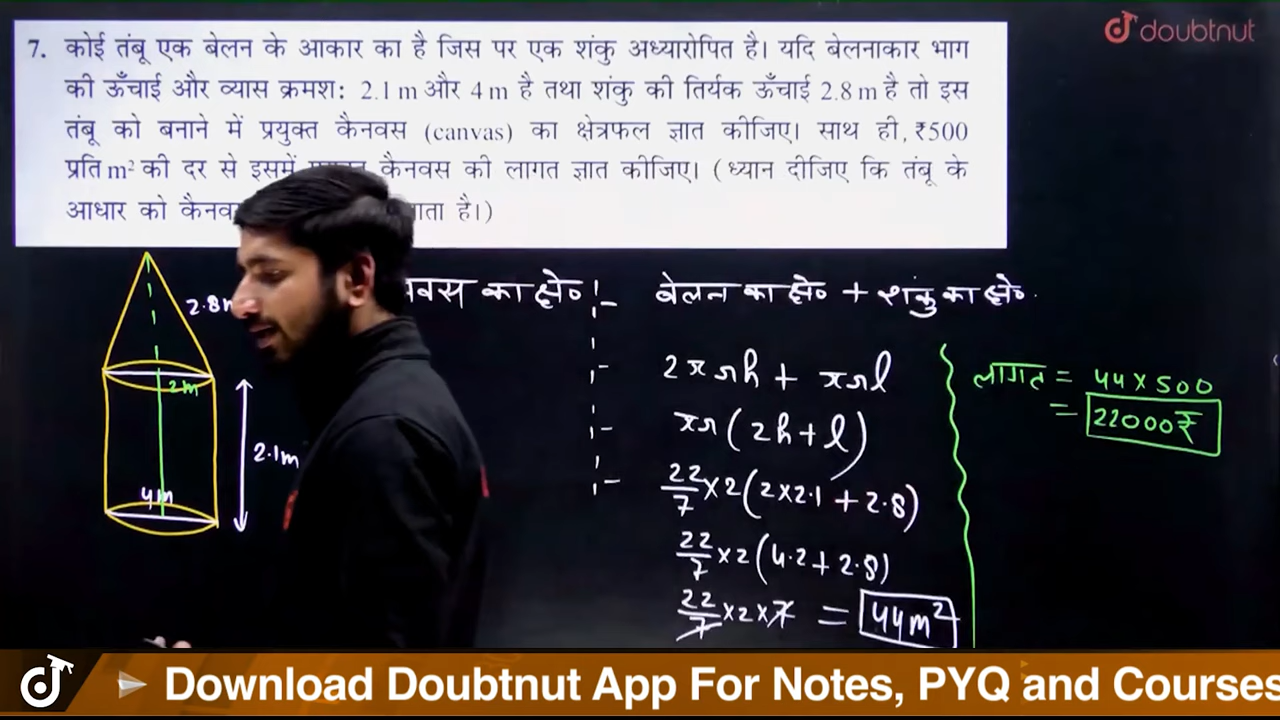 doubtnut
7. कोई तंबू एक बेलन के आकार का है जिस पर एक शंकु अध्यारोपित है। यदि बेलनाकार भाग
की ऊँचाई और व्यास क्रमश: 2.1 m और 4 m है तथा शंकु की तिर्यक ऊँचाई 2.8 m है तो इस
तंबू को बनाने में प्रयुक्त कैनवस (canvas) का क्षेत्रफल ज्ञात कीजिए। साथ ही, ₹500
प्रति m² की दर से इसमें कैनवस की लागत ज्ञात कीजिए। (ध्यान दीजिए कि तंबू के
आधार को
2.8
2m
2.1m
4m
का क्षे० :-
बेलन का क्षे० + शंकु का क्षे०.
2πrh + πrl
πr(2h+l)
22/7 × 2(2×2.1 + 2.8)
22/7 × 2(4.2 + 2.8)
22/7 × 2 × 7 = 44m²
लागत = 44 × 500
= 22000₹
Download Doubtnut App For Notes, PYQ and Courses